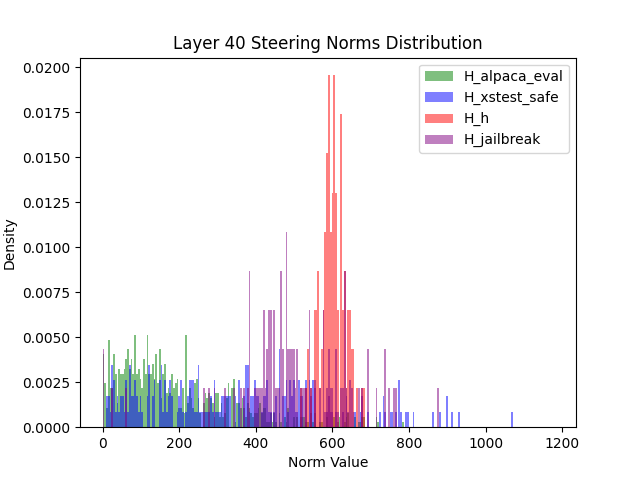 Layer 40 Steering Norms Distribution
H_alpaca_eval
H_xstest_safe
H_h
H_jailbreak
Density
0.0200
0.0175
0.0150
0.0125
0.0100
0.0075
0.0050
0.0025
0.0000
0 200 400 600 800 1000 1200
Norm Value